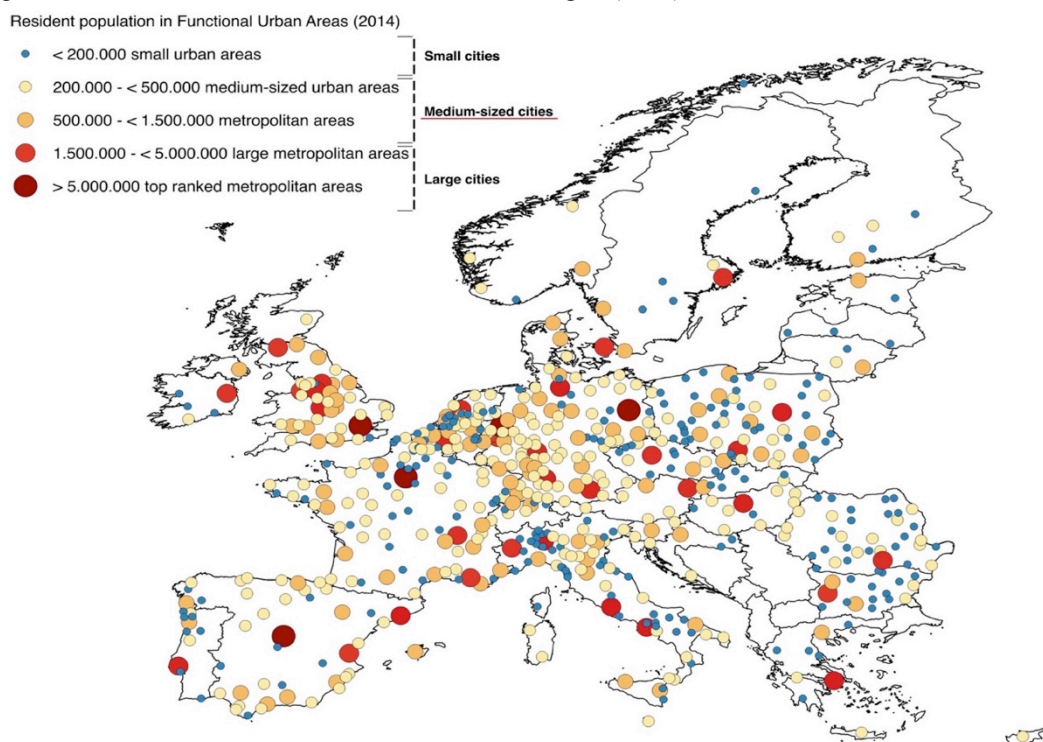 Resident population in Functional Urban Areas (2014)
< 200.000 small urban areas
Small cities
200.000 - < 500.000 medium-sized urban areas
Medium-sized cities
500.000 - < 1.500.000 metropolitan areas
1.500.000 - < 5.000.000 large metropolitan areas
Large cities
> 5.000.000 top ranked metropolitan areas